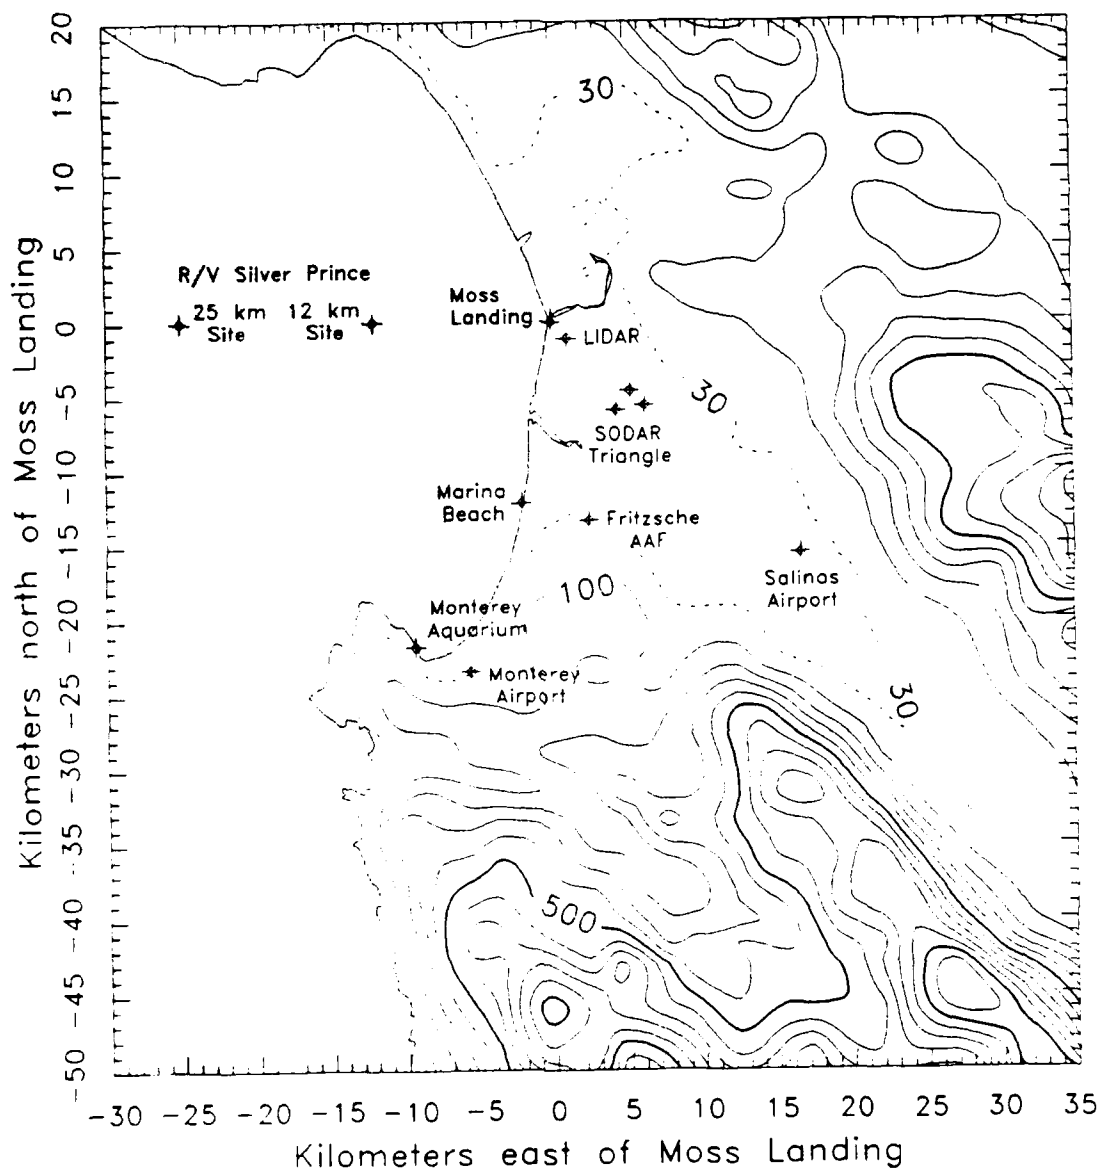 20
15
10
5
0
-5
-10
-15
-20
-25
-30
-35
-40
-45
-50
Kilometers north of Moss Landing
30
R/V Silver Prince
25 km
Site
12 km
Site
Moss
Landing
LIDAR
30
SODAR
Triangle
Marina
Beach
Fritzsche
AAF
Salinas
Airport
100
Monterey
Aquarium
Monterey
Airport
30
500
-30 -25 -20 -15 -10 -5 0 5 10 15 20 25 30 35
Kilometers east of Moss Landing